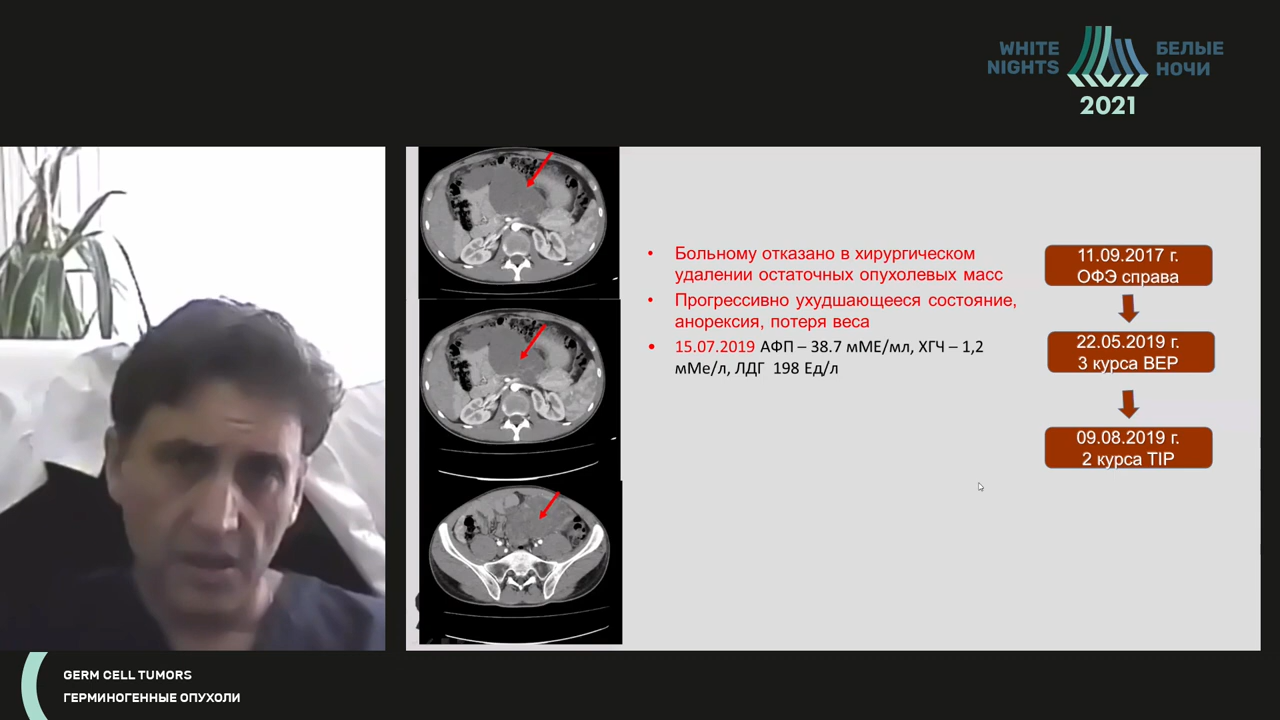 WHITE
NIGHTS
БЕЛЫЕ
НОЧИ
2021
• Больному отказано в хирургическом
удалении остаточных опухолевых масс
• Прогрессивно ухудшающееся состояние,
анорексия, потеря веса
• 15.07.2019 АФП – 38.7 мМЕ/мл, ХГЧ – 1,2
мМе/л, ЛДГ 198 Ед/л
11.09.2017 г.
ОФЭ справа
22.05.2019 г.
3 курса BEP
09.08.2019 г.
2 курса TIP
GERM CELL TUMORS
ГЕРМИНОГЕННЫЕ ОПУХОЛИ